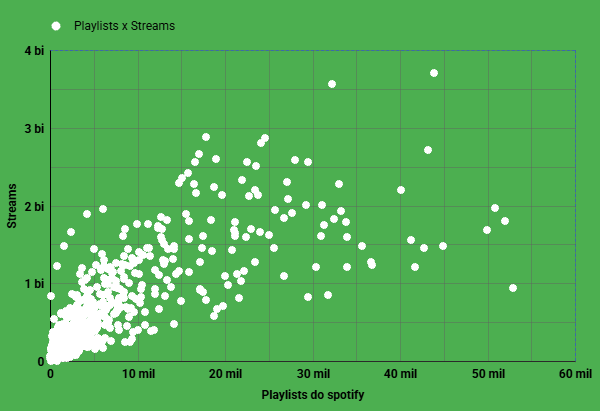 Playlists x Streams
4 bi
3 bi
2 bi
1 bi
0
Streams
0 10 mil 20 mil 30 mil 40 mil 50 mil 60 mil
Playlists do spotify